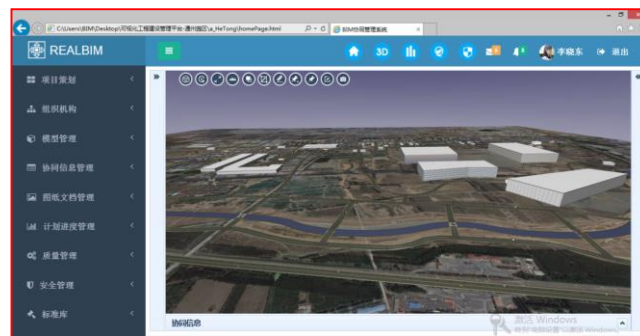 C:\Users\BIM\Desktop\可视化工程建设管理平台-通州园区\a_HeTong\homePage.html
BIM协同管理系统
REALBIM
3D
李晓东
退出
项目策划
组织机构
模型管理
协同信息管理
图纸文档管理
计划进度管理
质量管理
安全管理
标准库
协同信息
激活 Windows